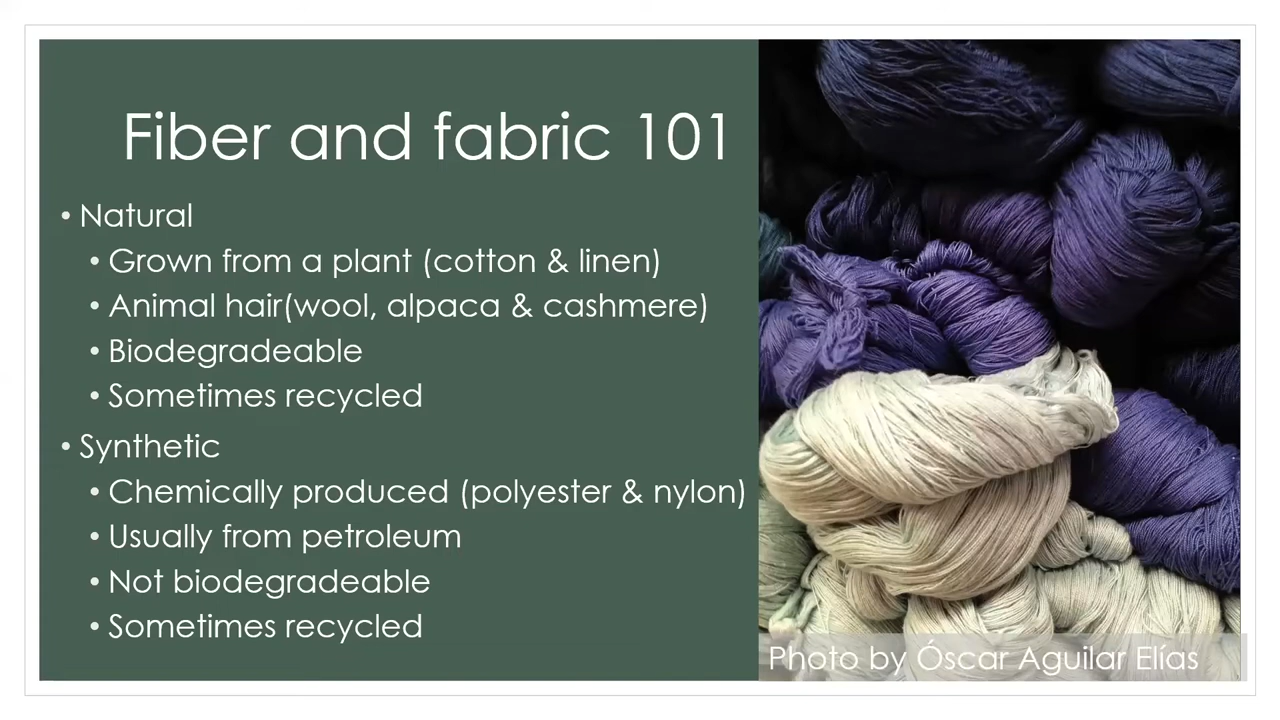 Fiber and fabric 101
• Natural
• Grown from a plant (cotton & linen)
• Animal hair(wool, alpaca & cashmere)
• Biodegradeable
• Sometimes recycled
• Synthetic
• Chemically produced (polyester & nylon)
• Usually from petroleum
• Not biodegradeable
• Sometimes recycled
Photo by Óscar Aguilar Elías